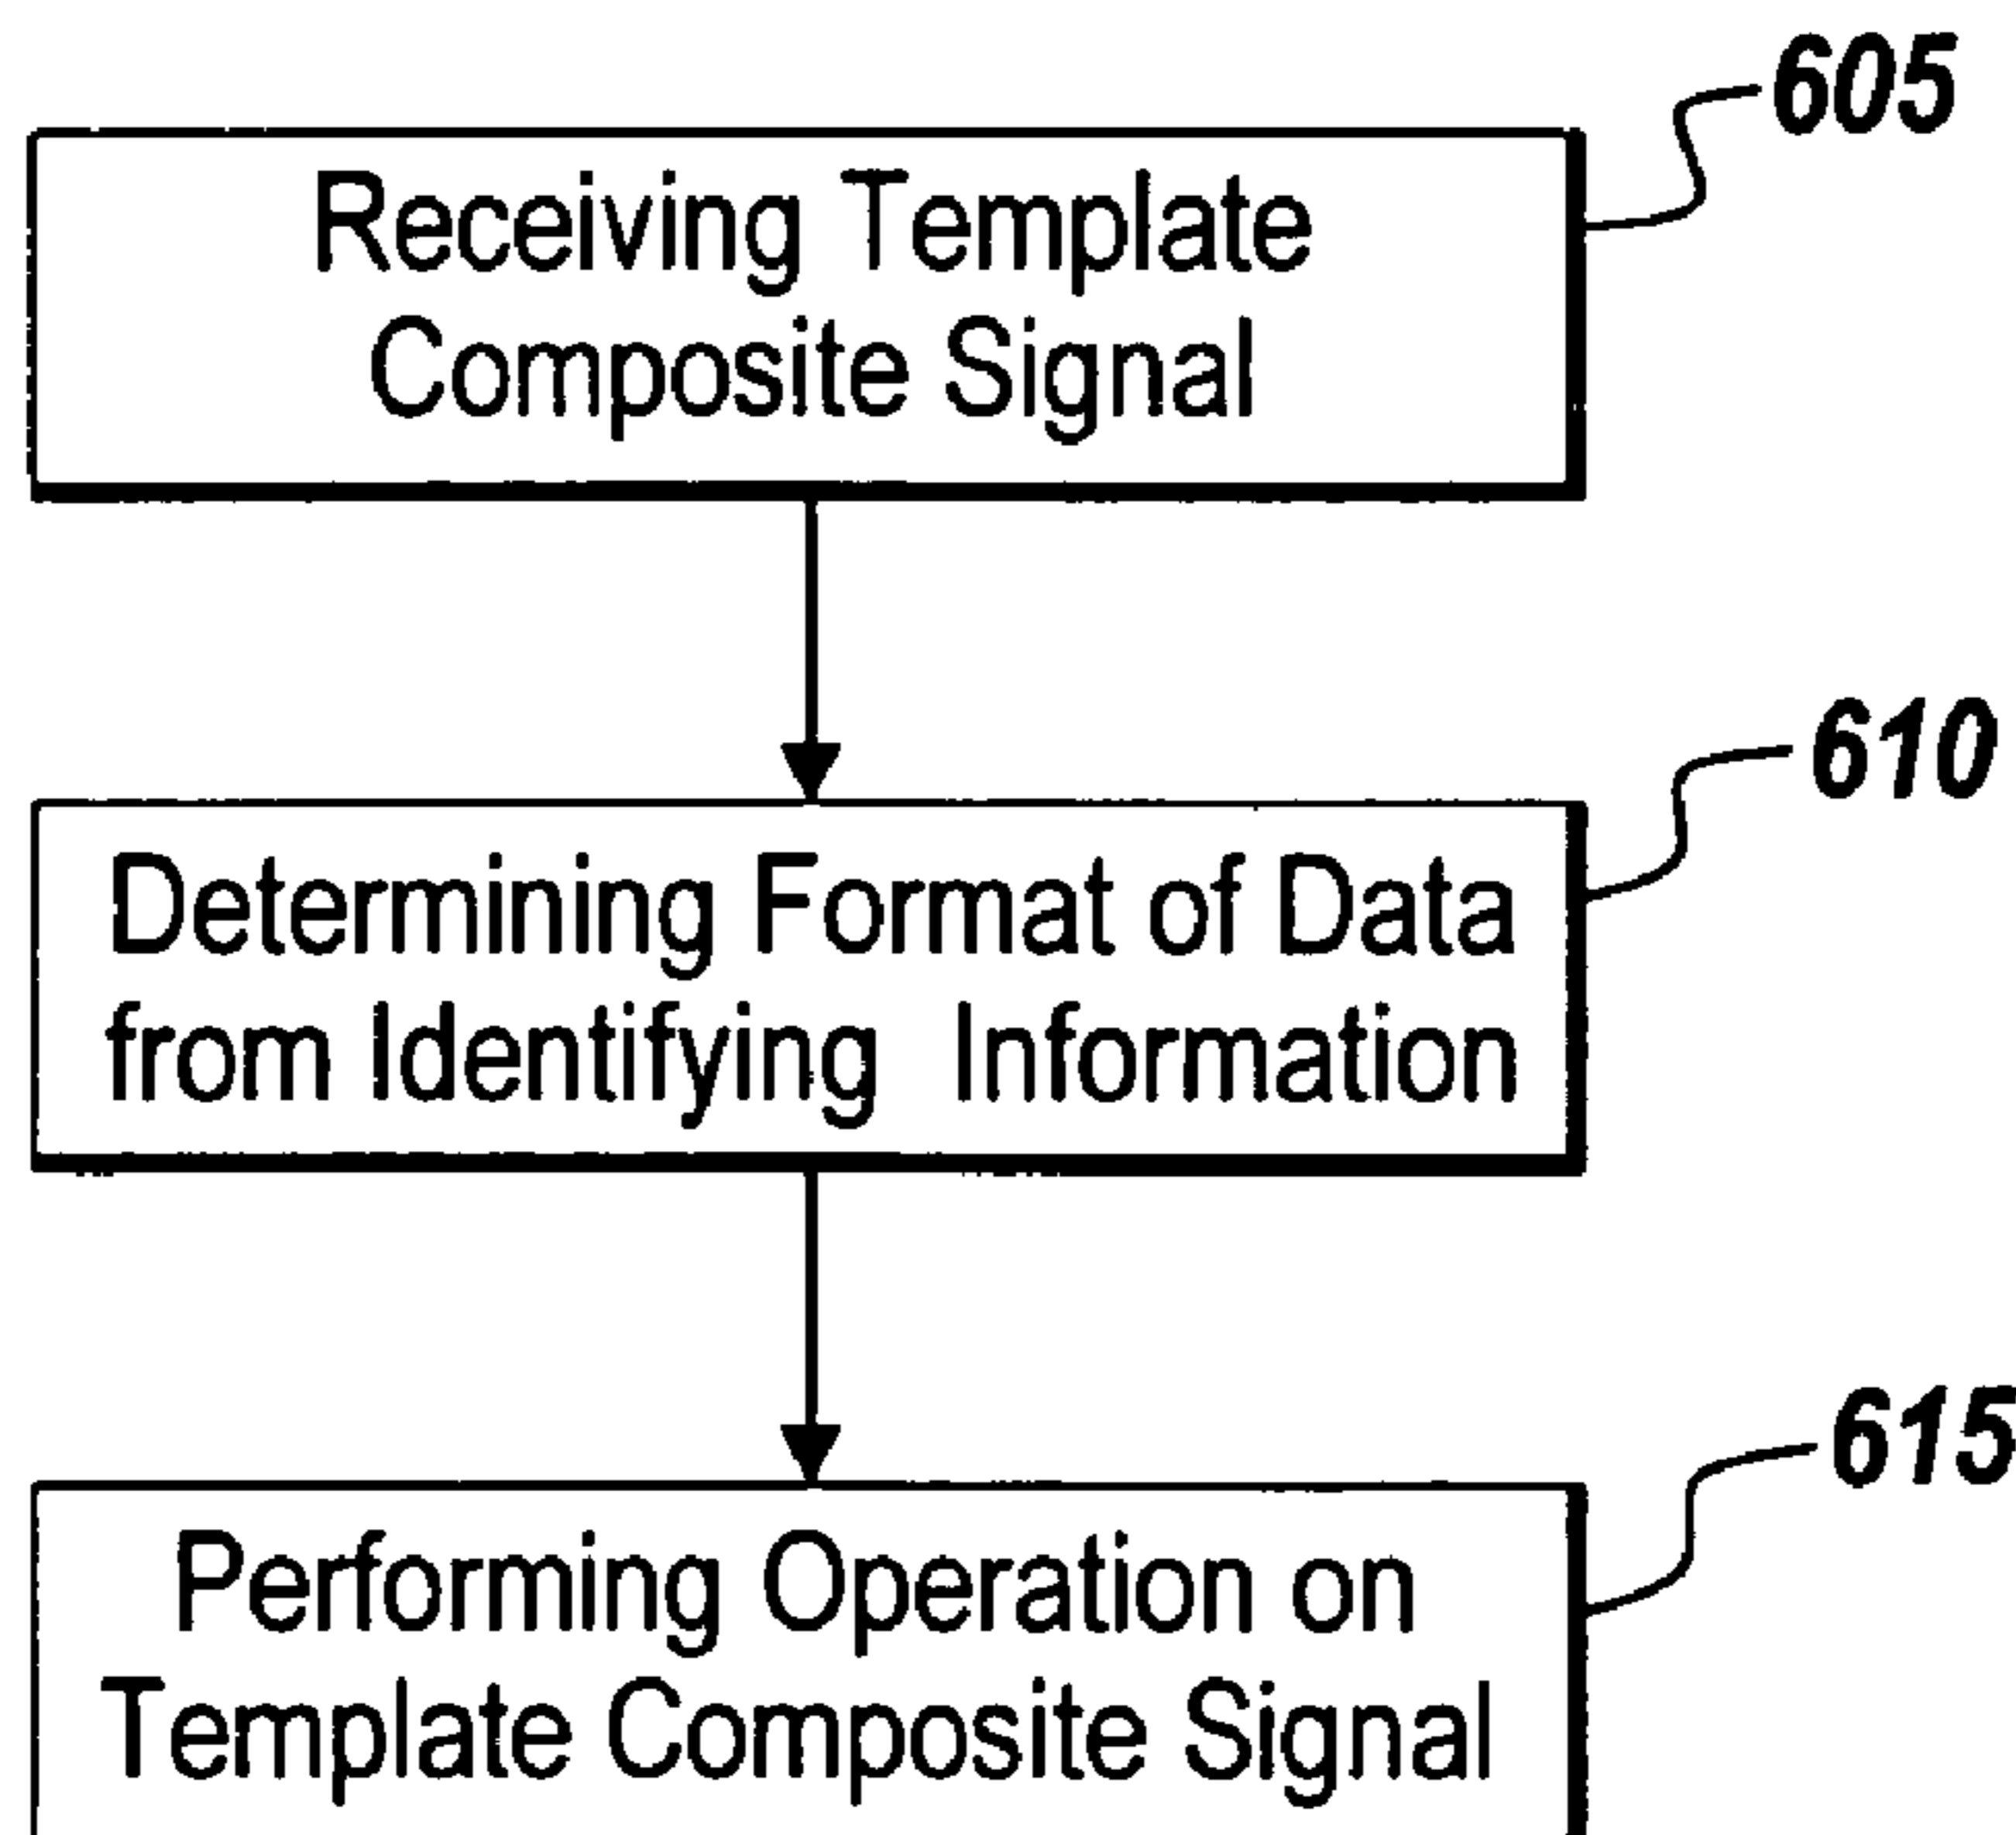 605
Receiving Template
Composite Signal
610
Determining Format of Data
from Identifying Information
615
Performing Operation on
Template Composite Signal